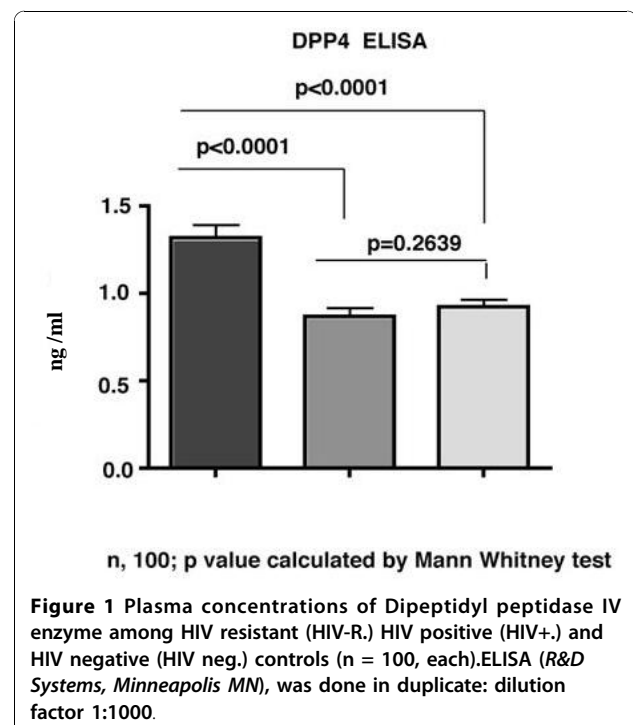 DPP4 ELISA
p<0.0001
p<0.0001
p=0.2639
1.5
1.0
0.5
0.0
ng/ml
n, 100; p value calculated by Mann Whitney test
Figure 1 Plasma concentrations of Dipeptidyl peptidase IV
enzyme among HIV resistant (HIV-R.) HIV positive (HIV+.) and
HIV negative (HIV neg.) controls (n = 100, each).ELISA (R&D
Systems, Minneapolis MN), was done in duplicate: dilution
factor 1:1000.